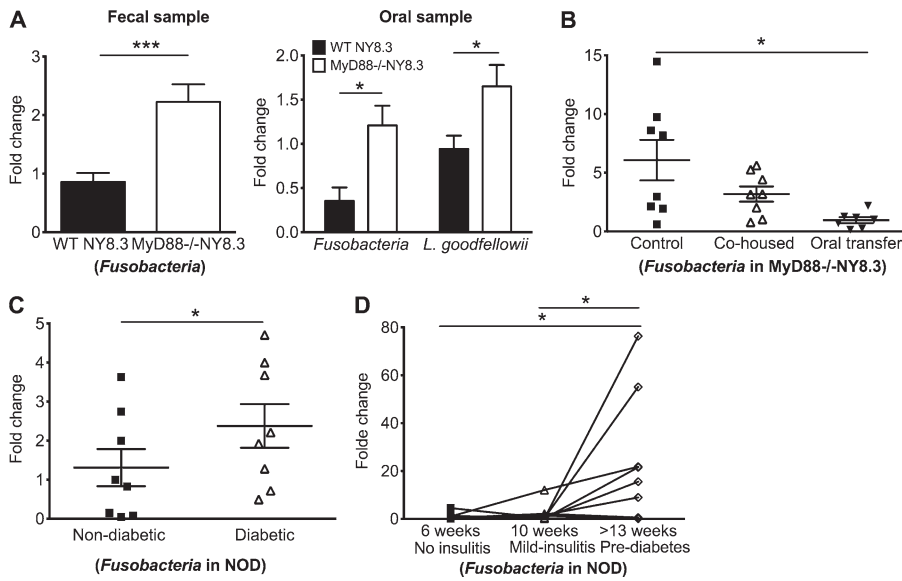 A
Fecal sample
***
Fold change
3
2
1
0
WT NY8.3 MyD88-/-NY8.3
(Fusobacteria)
Oral sample
WT NY8.3
MyD88-/-NY8.3
*
*
Fold change
2.0
1.5
1.0
0.5
0.0
Fusobacteria L. goodfellowii
B
*
Fold change
15
10
5
0
Control Co-housed Oral transfer
(Fusobacteria in MyD88-/-NY8.3)
C
*
Fold change
5
4
3
2
1
0
Non-diabetic Diabetic
(Fusobacteria in NOD)
D
*
*
Folde change
80
60
40
20
0
6 weeks 10 weeks >13 weeks
No insulitis Mild-insulitis Pre-diabetes
(Fusobacteria in NOD)